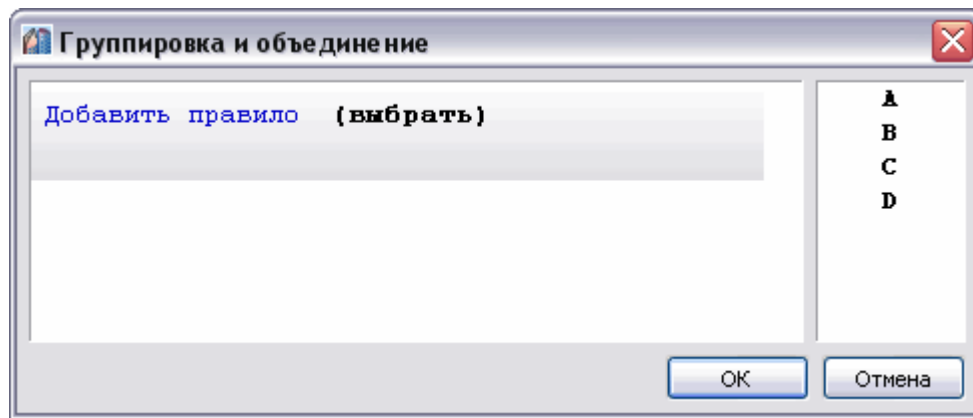 Группировка и объединение
Добавить правило (выбрать)
A
B
C
D
OK
Отмена